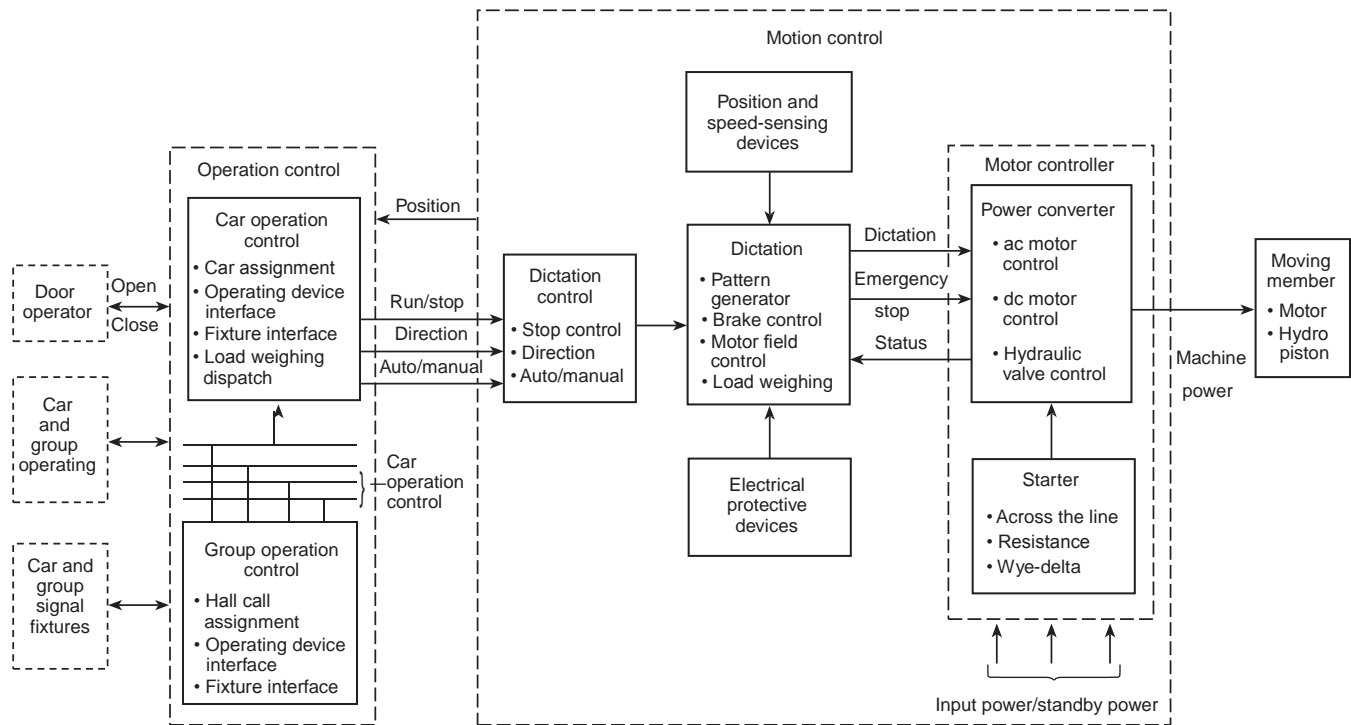 Motion control
Position and
speed-sensing
devices
Operation control
Motor controller
Position
Car operation
control
• Car assignment
• Operating device
interface
• Fixture interface
• Load weighing
dispatch
Power converter
• ac motor
control
• dc motor
control
• Hydraulic
valve control
Door
operator
Open
Close
Run/stop
Direction
Auto/manual
Dictation
control
• Stop control
• Direction
• Auto/manual
Dictation
• Pattern
generator
• Brake control
• Motor field
control
• Load weighing
Dictation
Emergency
stop
Status
Moving
member
• Motor
• Hydro
piston
Machine
power
Car
and
group
operating
Car
operation
control
Electrical
protective
devices
Starter
• Across the line
• Resistance
• Wye-delta
Car and
group
signal
fixtures
Group operation
control
• Hall call
assignment
• Operating device
interface
• Fixture interface
Input power/standby power